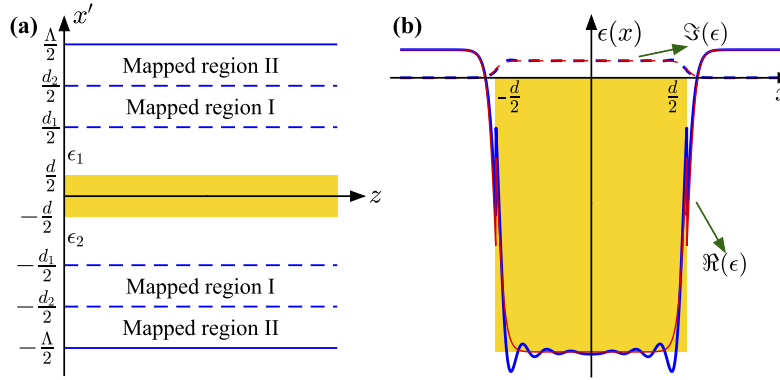 (a)
x′
Λ/2
Mapped region II
d₂/2
Mapped region I
d₁/2
ϵ₁
d/2
z
−d/2
ϵ₂
−d₁/2
Mapped region I
−d₂/2
Mapped region II
−Λ/2
(b)
ϵ(x)
ℑ(ϵ)
−d/2
d/2
ℜ(ϵ)